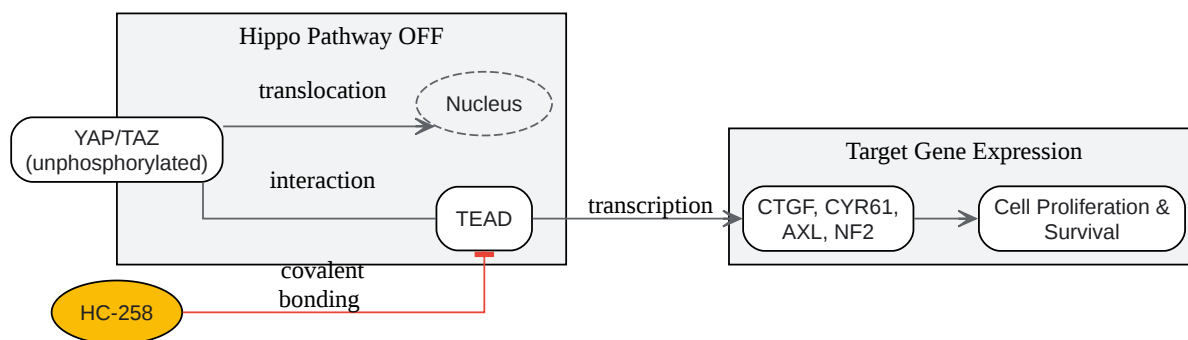 Hippo Pathway OFF
translocation
Nucleus
YAP/TAZ
(unphosphorylated)
interaction
TEAD
transcription
Target Gene Expression
CTGF, CYR61,
AXL, NF2
Cell Proliferation &
Survival
covalent
bonding
HC-258